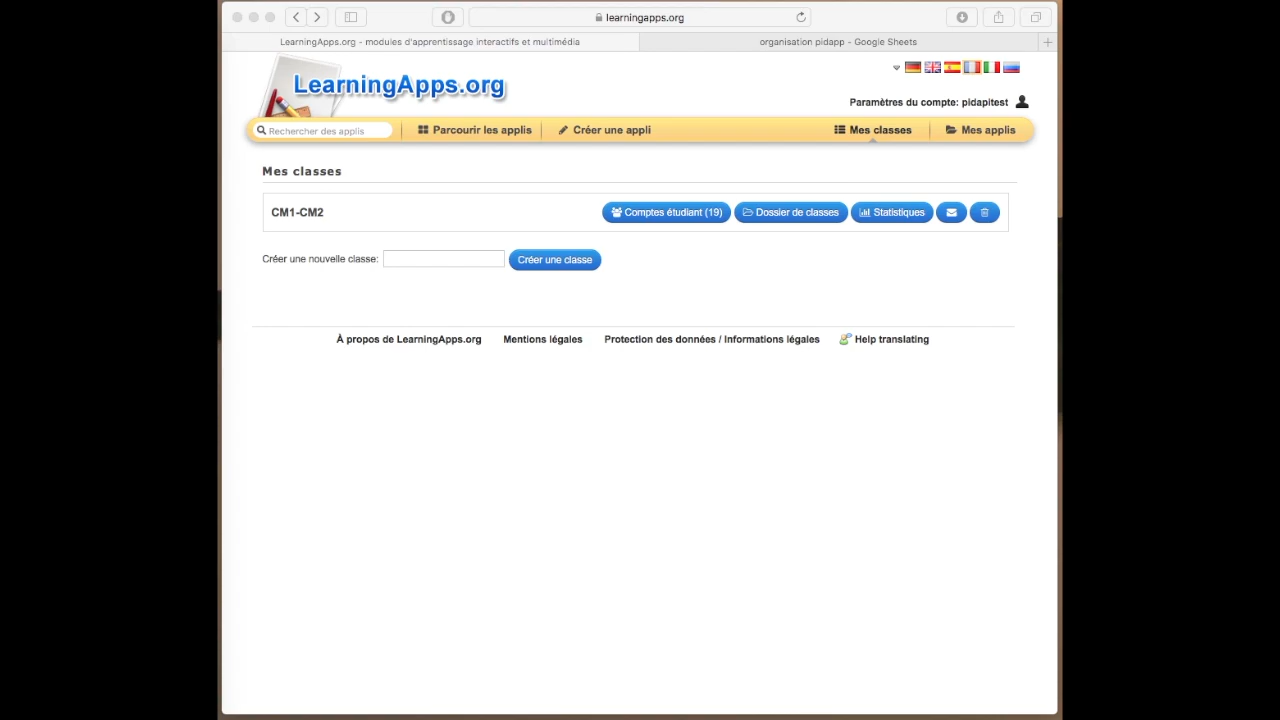 learningapps.org
LearningApps.org - modules d'apprentissage interactifs et multimédia
organisation pidapp - Google Sheets
LearningApps.org
Paramètres du compte: pidapitest
Rechercher des applis
Parcourir les applis
Créer une appli
Mes classes
Mes applis
Mes classes
CM1-CM2
Comptes étudiant (19)
Dossier de classes
Statistiques
Créer une nouvelle classe:
Créer une classe
À propos de LearningApps.org
Mentions légales
Protection des données / Informations légales
Help translating